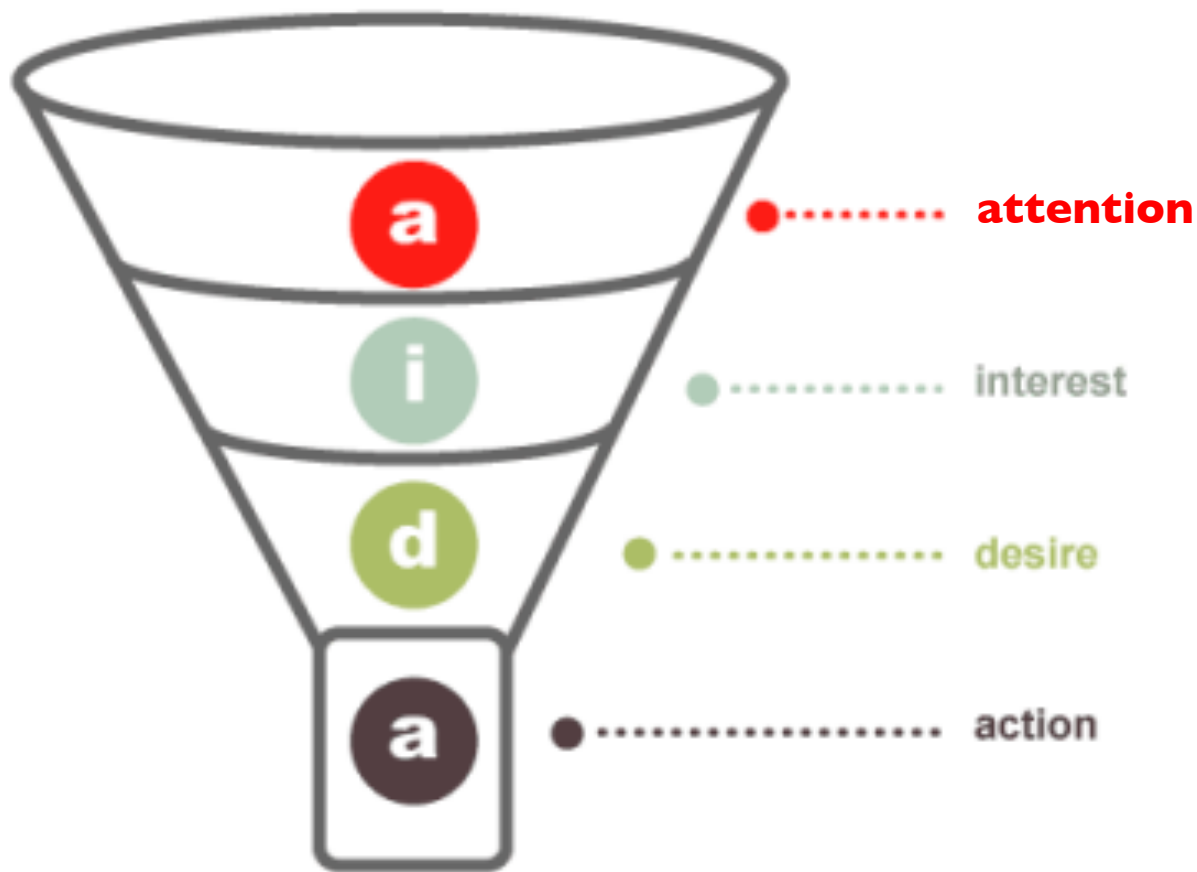 a
attention
i
interest
d
desire
a
action